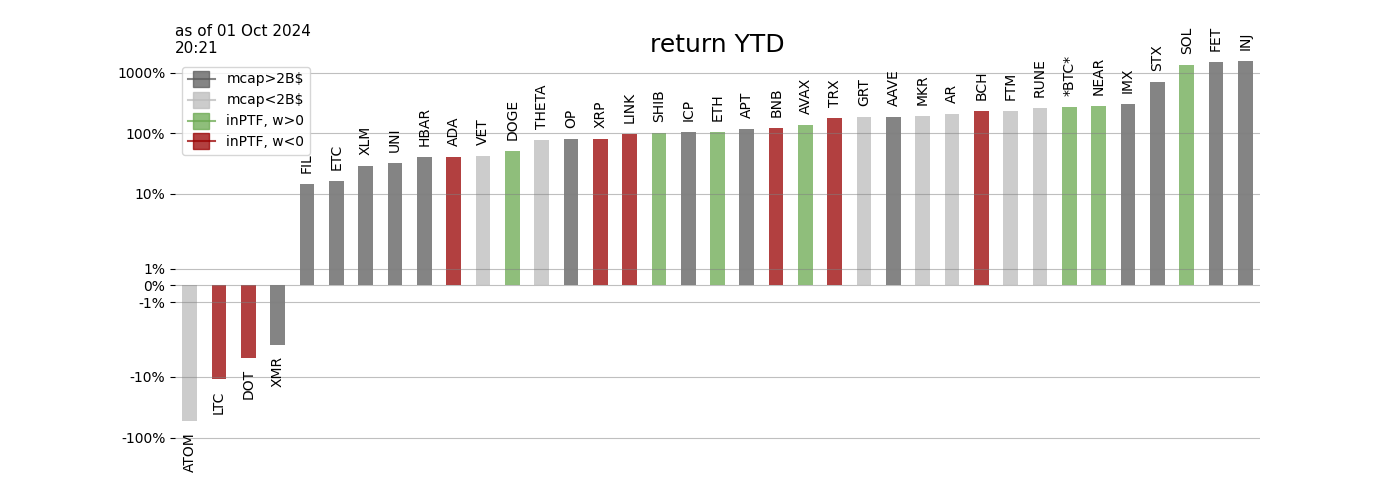 as of 01 Oct 2024
20:21
return YTD
mcap>2B$
mcap<2B$
inPTF, w>0
inPTF, w<0
1000%
100%
10%
1%
0%
-1%
-10%
-100%
ATOM
LTC
DOT
XMR
FIL
ETC
XLM
UNI
HBAR
ADA
VET
DOGE
THETA
OP
XRP
LINK
SHIB
ICP
ETH
APT
BNB
AVAX
TRX
GRT
AAVE
MKR
AR
BCH
FTM
RUNE
*BTC*
NEAR
IMX
STX
SOL
FET
INJ